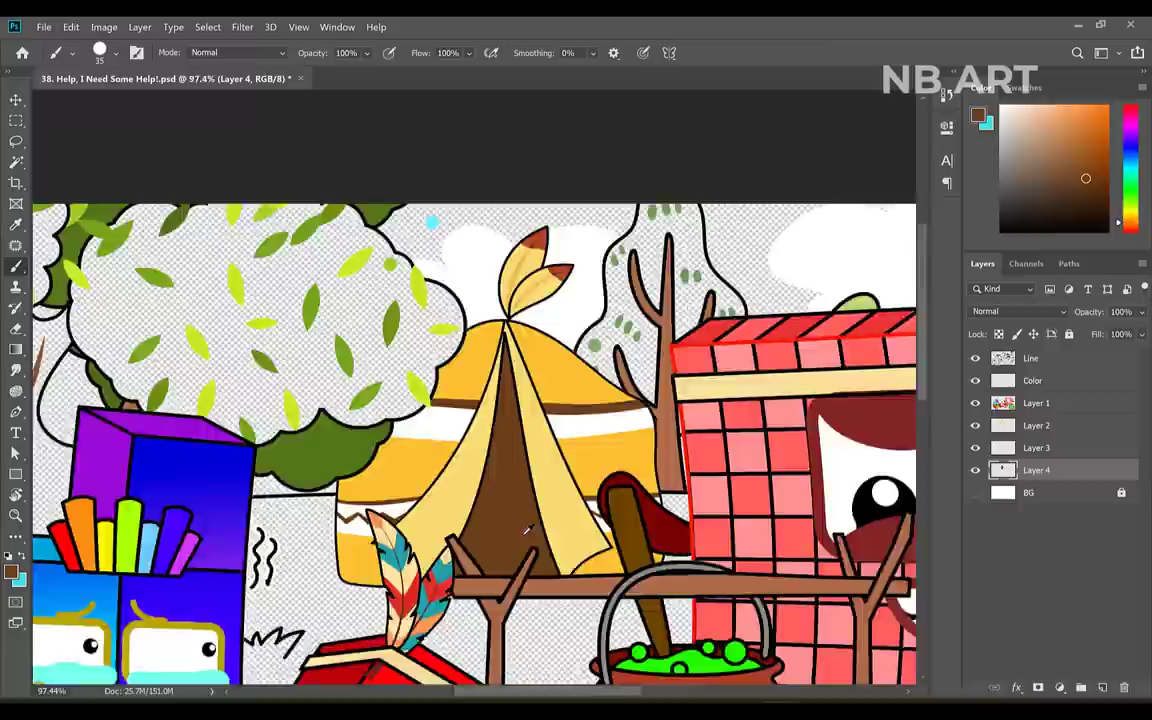 File Edit Image Layer Type Select Filter 3D View Window Help
35 Mode: Normal Opacity: 100% Flow: 100% Smoothing: 0%
38. Help, I Need Some Help!.psd @ 97.4% (Layer 4, RGB/8) *
NB ART
Color Swatches
Layers Channels Paths
Kind
Normal Opacity: 100%
Lock: Fill: 100%
Line
Color
Layer 1
Layer 2
Layer 3
Layer 4
BG
97.44% Doc: 25.7M/151.0M